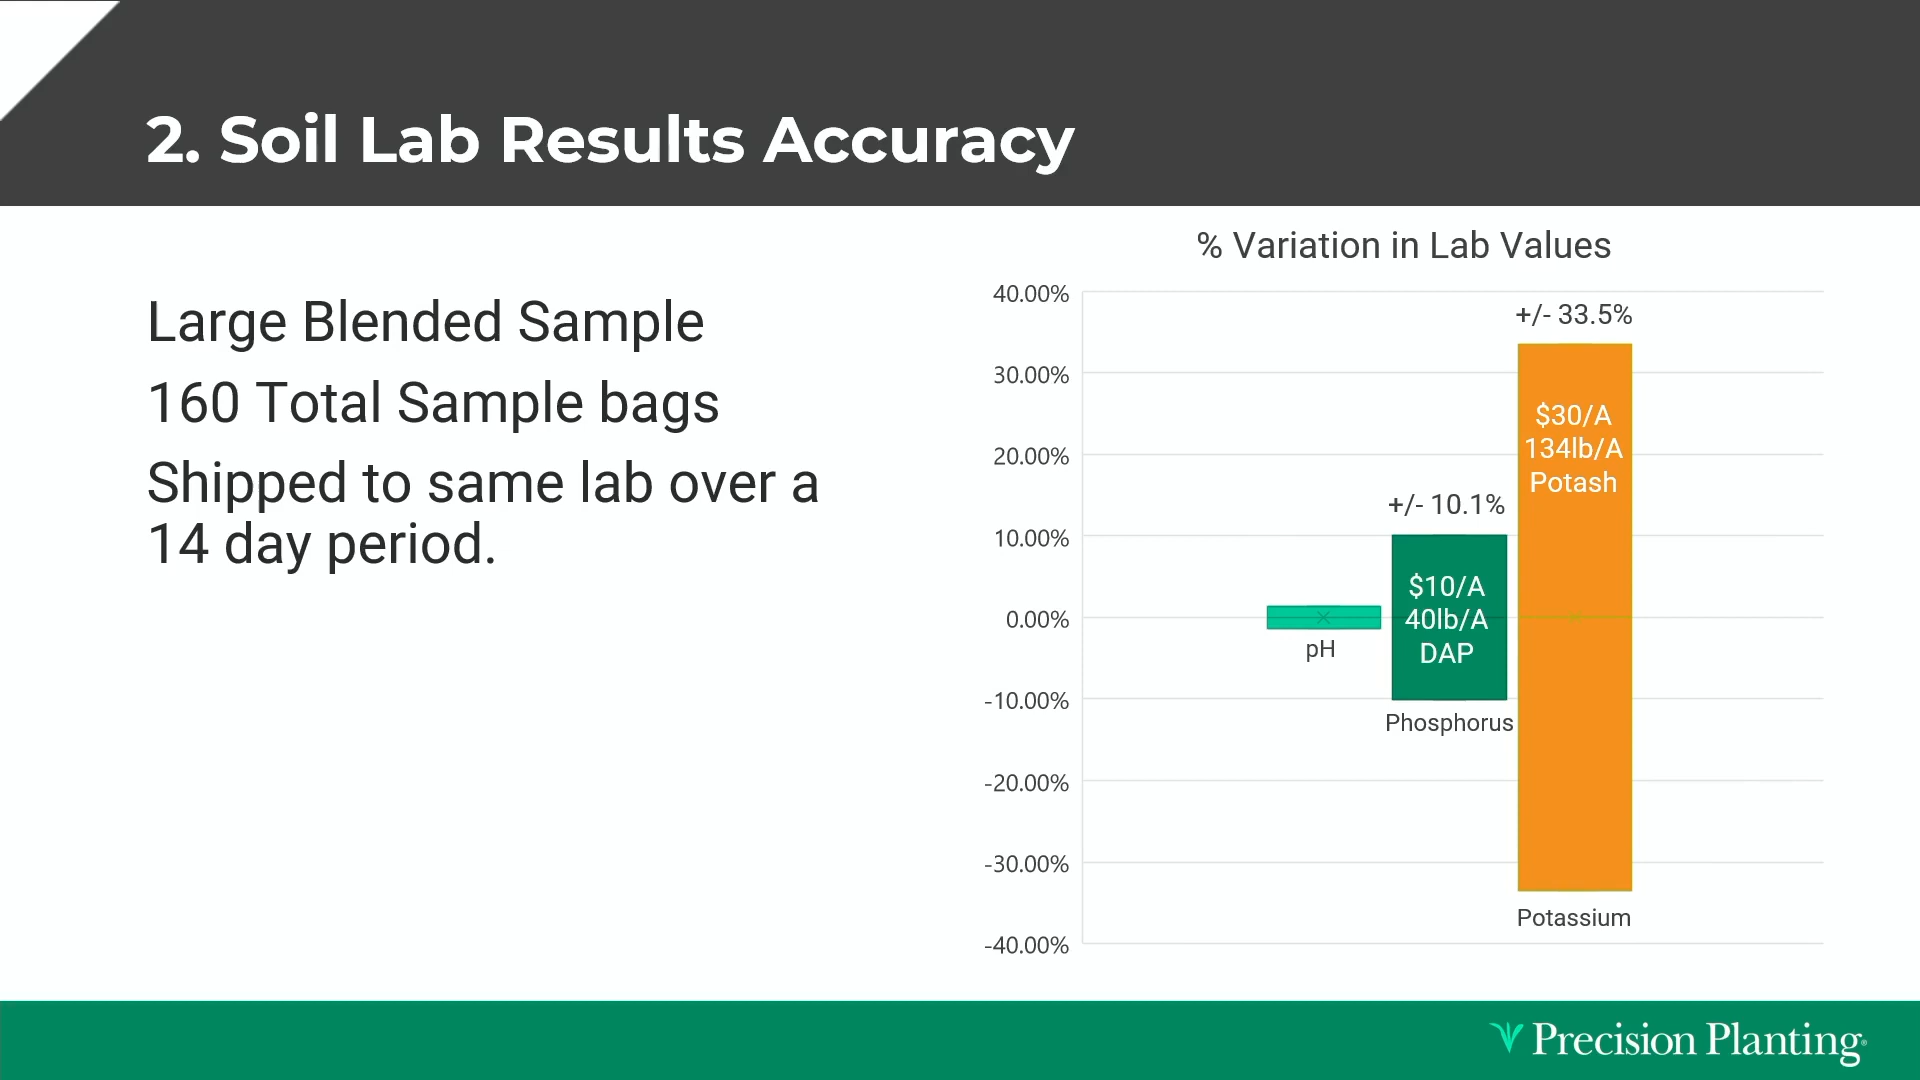 2. Soil Lab Results Accuracy
Large Blended Sample
160 Total Sample bags
Shipped to same lab over a
14 day period.
% Variation in Lab Values
40.00%
30.00%
20.00%
10.00%
0.00%
-10.00%
-20.00%
-30.00%
-40.00%
pH
+/- 10.1%
$10/A
40lb/A
DAP
Phosphorus
+/- 33.5%
$30/A
134lb/A
Potash
Potassium
Precision Planting